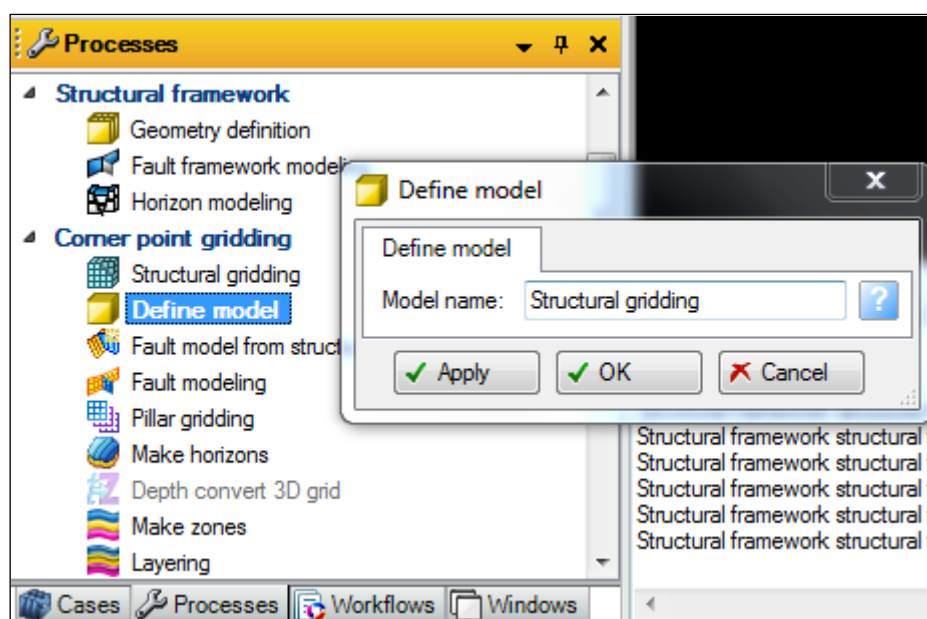 Processes
Structural framework
Geometry definition
Fault framework
Horizon modeling
Corner point gridding
Structural gridding
Define model
Fault model from
Fault modeling
Pillar gridding
Make horizons
Depth convert 3D grid
Make zones
Layering
Cases
Processes
Workflows
Windows
Define model
Define model
Model name: Structural gridding
?
Apply
OK
Cancel
Structural framework structural
Structural framework structural
Structural framework structural
Structural framework structural
Structural framework structural